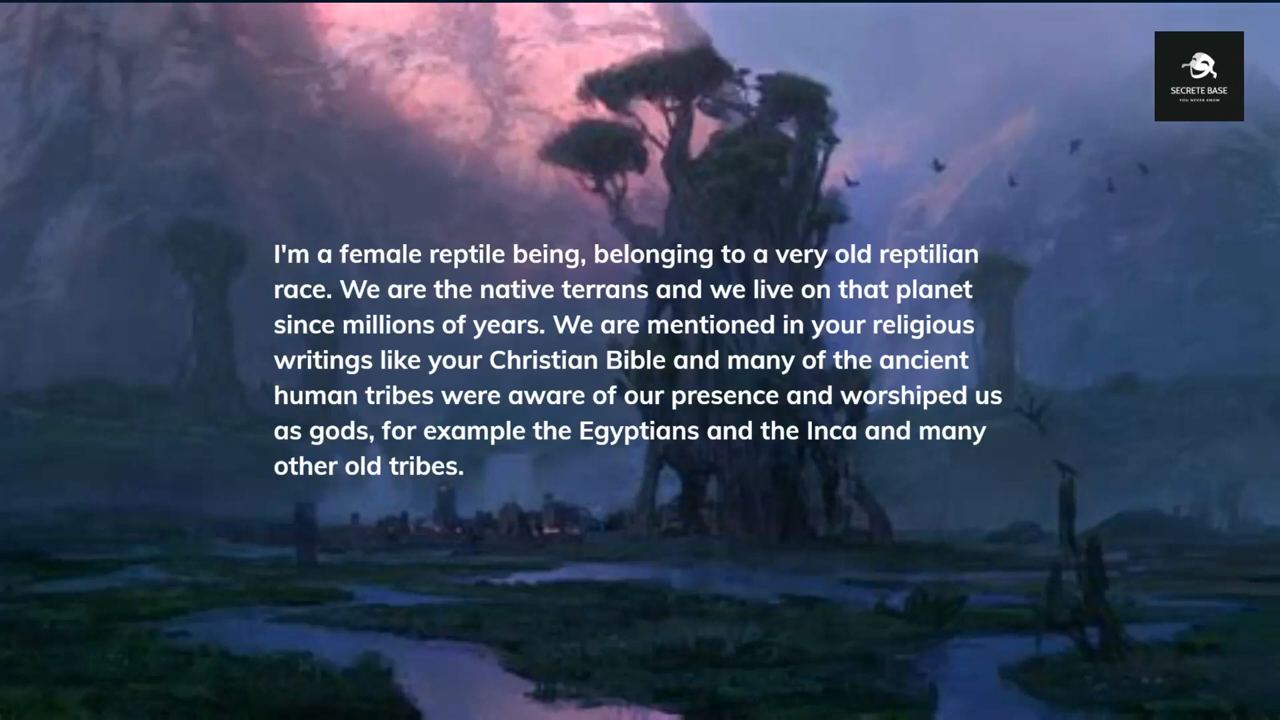 SECRETE BASE
YOU NEVER KNOW
I'm a female reptile being, belonging to a very old reptilian
race. We are the native terrans and we live on that planet
since millions of years. We are mentioned in your religious
writings like your Christian Bible and many of the ancient
human tribes were aware of our presence and worshiped us
as gods, for example the Egyptians and the Inca and many
other old tribes.